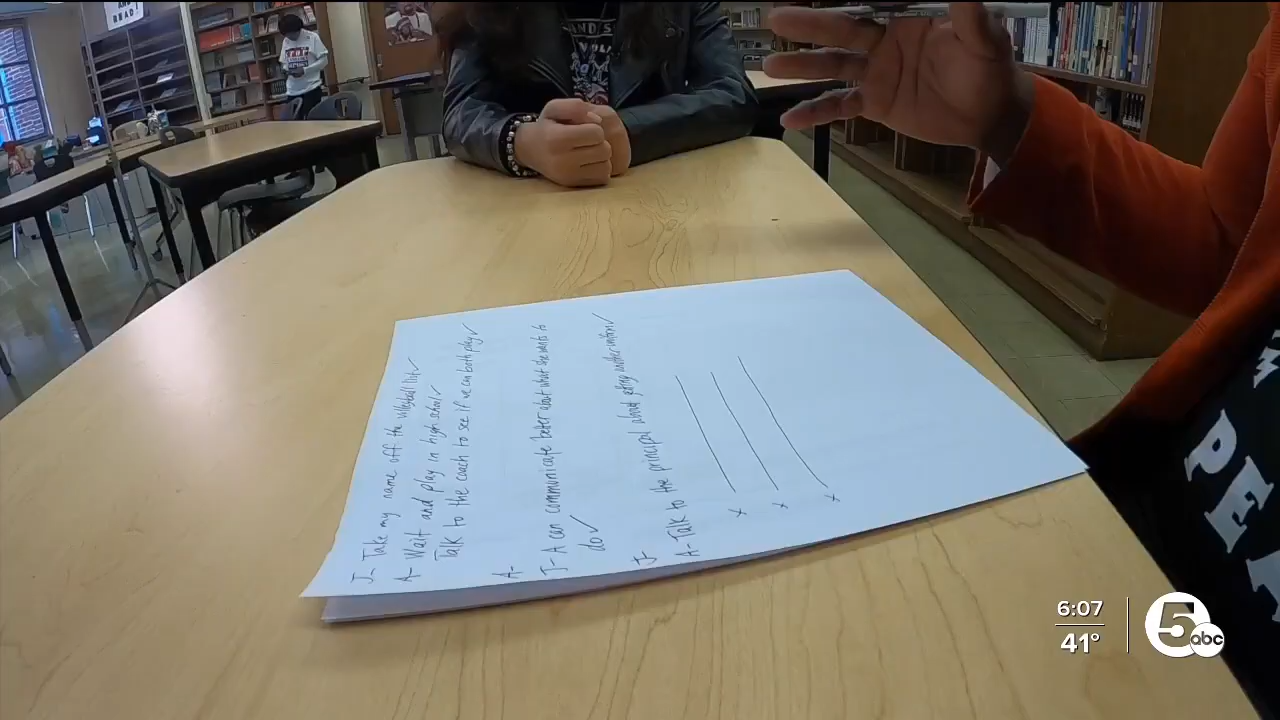 J- Take my name off the volleyball list ✓
A- Wait and play in high school ✓
Talk to the coach to see if we can both play ✓
A-
J- A can communicate better about what she wants to
do ✓
J-
A- Talk to the principal about getting another uniform ✓
x
x
x
READ
PE
6:07
41°
5
abc